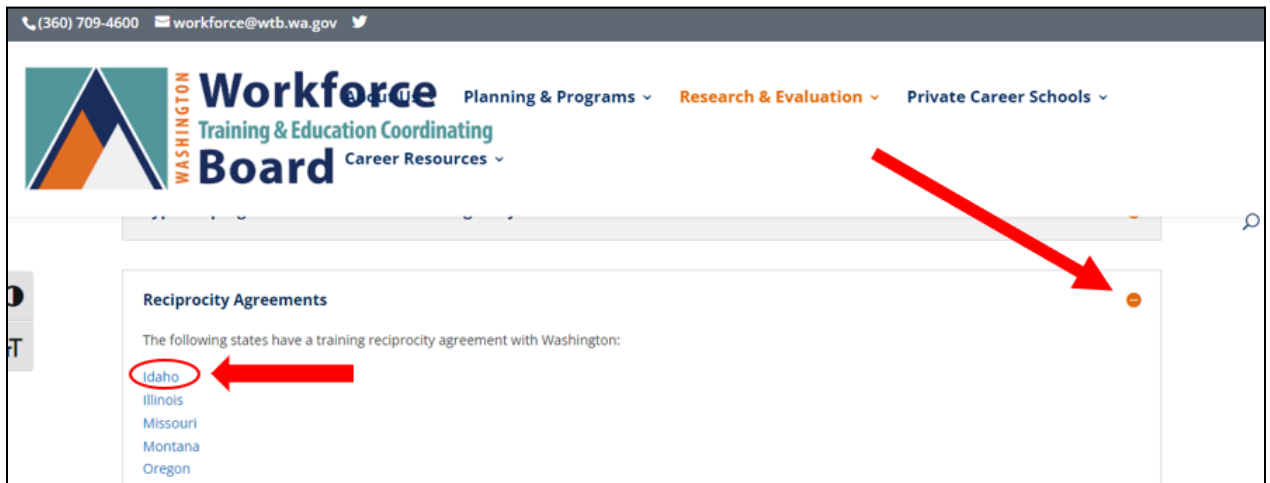 (360) 709-4600 workforce@wtb.wa.gov
WASHINGTON
Workforce
Training & Education Coordinating
Board
About Us Planning & Programs Research & Evaluation Private Career Schools
Career Resources
Reciprocity Agreements
The following states have a training reciprocity agreement with Washington:
Idaho
Illinois
Missouri
Montana
Oregon